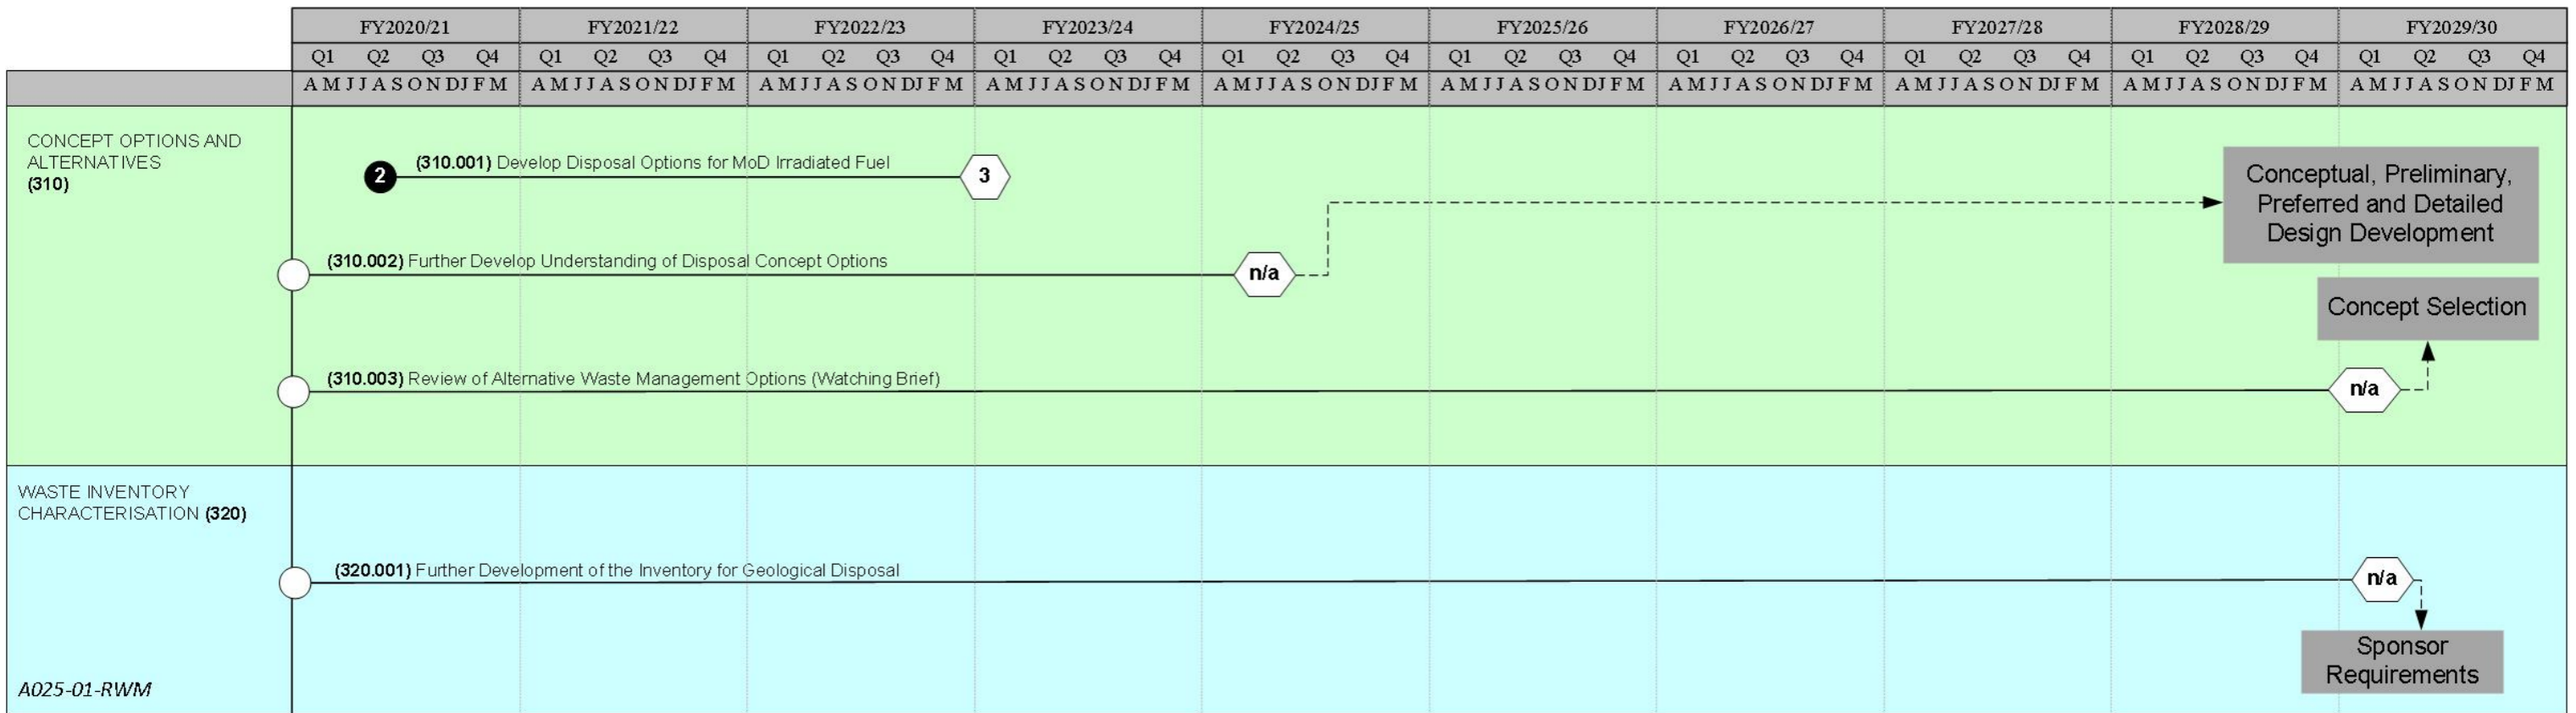 FY2020/21 FY2021/22 FY2022/23 FY2023/24 FY2024/25 FY2025/26 FY2026/27 FY2027/28 FY2028/29 FY2029/30
Q1 Q2 Q3 Q4 Q1 Q2 Q3 Q4 Q1 Q2 Q3 Q4 Q1 Q2 Q3 Q4 Q1 Q2 Q3 Q4 Q1 Q2 Q3 Q4 Q1 Q2 Q3 Q4 Q1 Q2 Q3 Q4 Q1 Q2 Q3 Q4 Q1 Q2 Q3 Q4
A M J J A S O N D J F M A M J J A S O N D J F M A M J J A S O N D J F M A M J J A S O N D J F M A M J J A S O N D J F M A M J J A S O N D J F M A M J J A S O N D J F M A M J J A S O N D J F M A M J J A S O N D J F M A M J J A S O N D J F M
CONCEPT OPTIONS AND
ALTERNATIVES
(310)
(310.001) Develop Disposal Options for MoD Irradiated Fuel
2
3
Conceptual, Preliminary,
Preferred and Detailed
Design Development
(310.002) Further Develop Understanding of Disposal Concept Options
n/a
Concept Selection
(310.003) Review of Alternative Waste Management Options (Watching Brief)
n/a
WASTE INVENTORY
CHARACTERISATION (320)
(320.001) Further Development of the Inventory for Geological Disposal
n/a
Sponsor
Requirements
A025-01-RWM